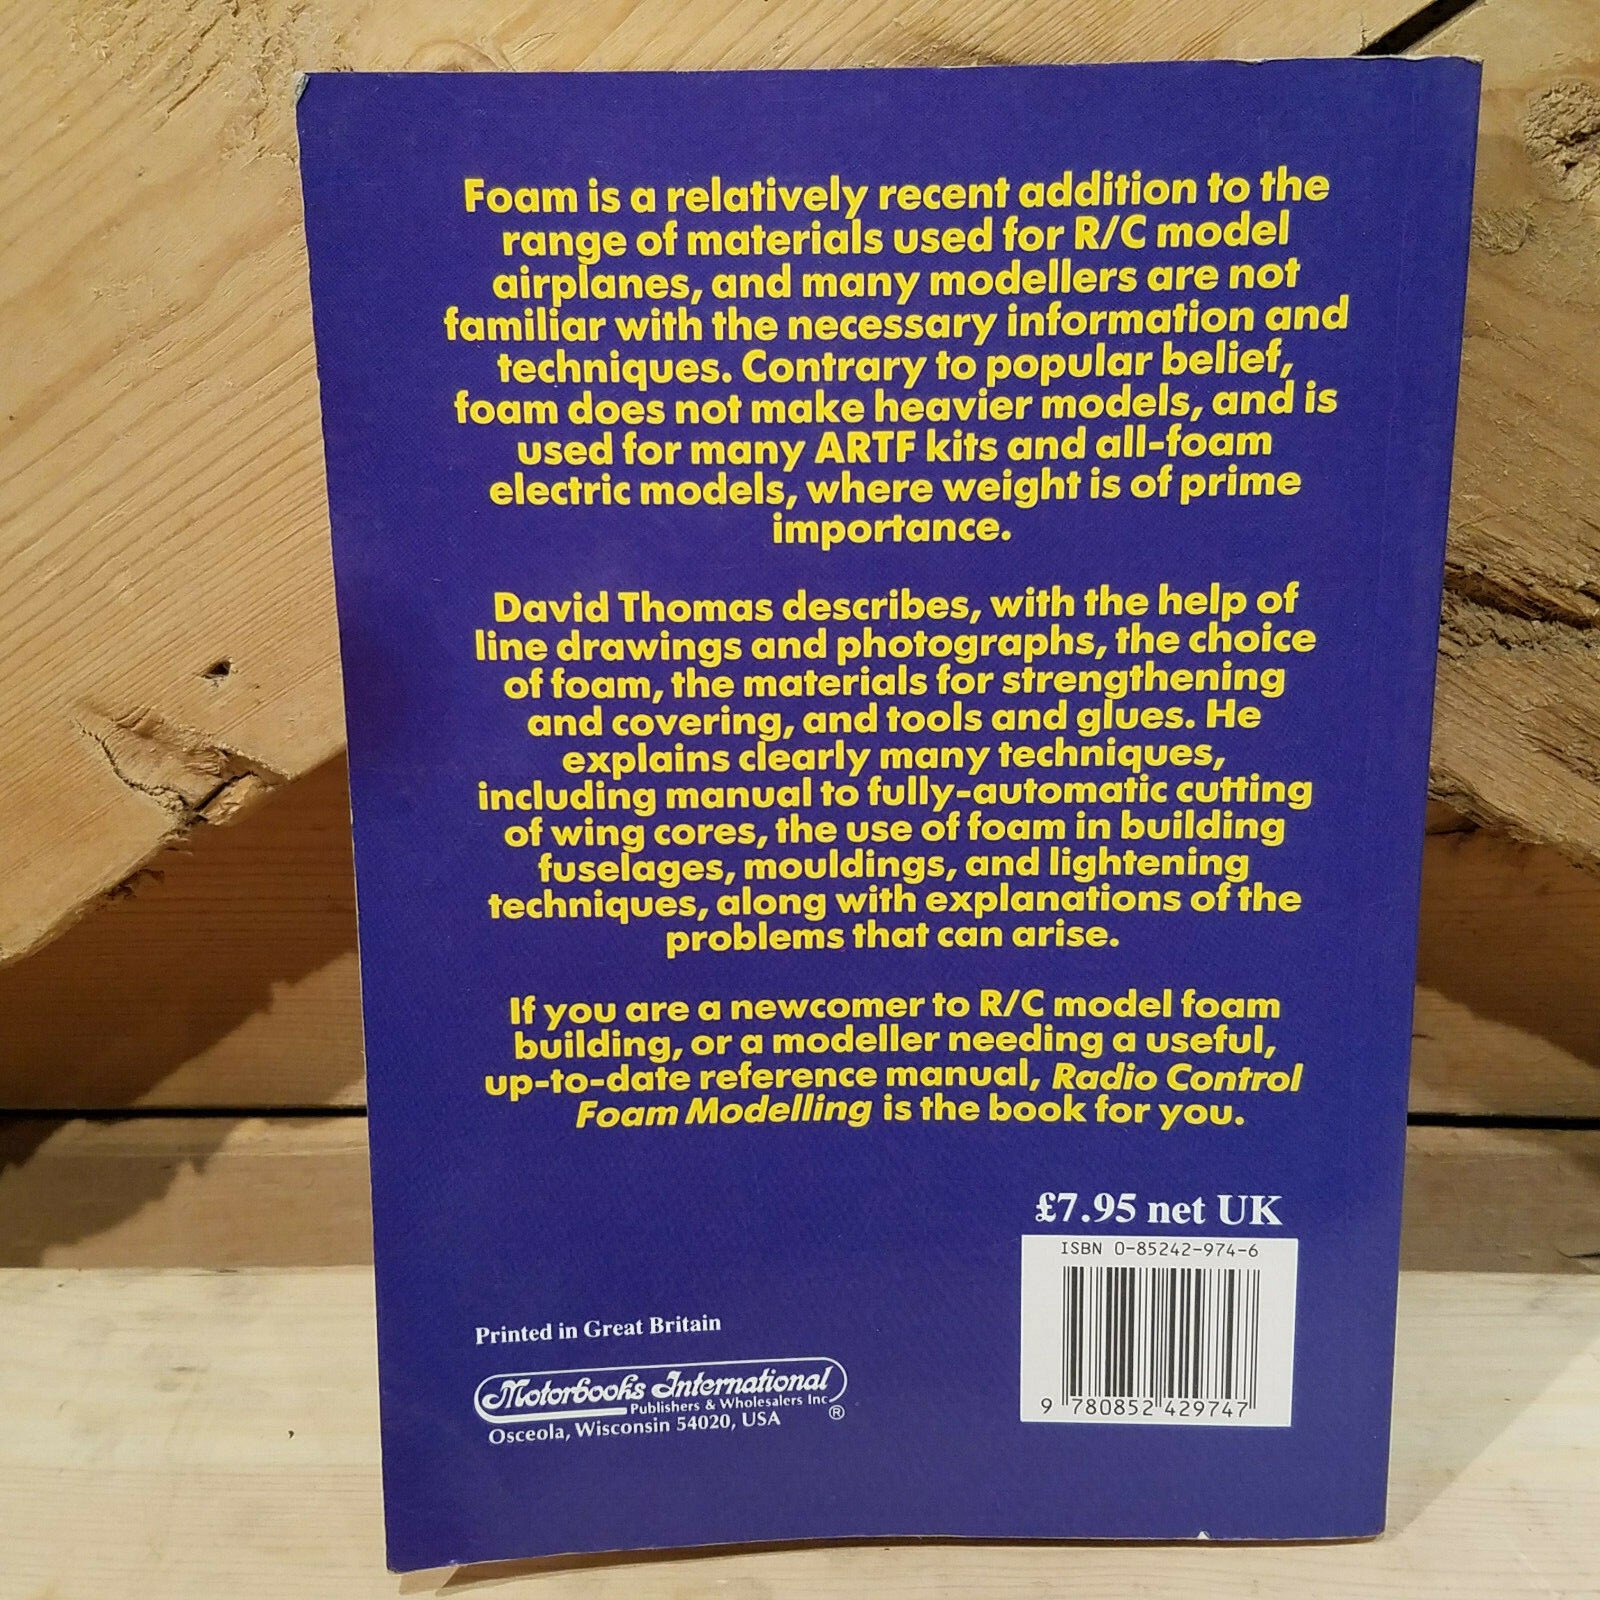 Foam is a relatively recent addition to the
range of materials used for R/C model
airplanes, and many modellers are not
familiar with the necessary information and
techniques. Contrary to popular belief,
foam does not make heavier models, and is
used for many ARTF kits and all-foam
electric models, where weight is of prime
importance.
David Thomas describes, with the help of
line drawings and photographs, the choice
of foam, the materials for strengthening
and covering, and tools and glues. He
explains clearly many techniques,
including manual to fully-automatic cutting
of wing cores, the use of foam in building
fuselages, mouldings, and lightening
techniques, along with explanations of the
problems that can arise.
If you are a newcomer to R/C model foam
building, or a modeller needing a useful,
up-to-date reference manual, Radio Control
Foam Modelling is the book for you.
£7.95 net UK
ISBN 0-85242-974-6
9 780852 429747
Printed in Great Britain
Motorbooks International
Publishers & Wholesalers Inc
®
Osceola, Wisconsin 54020, USA